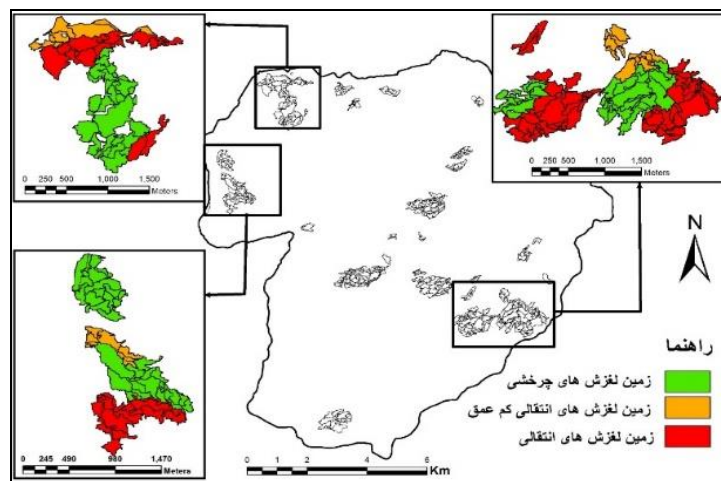 0 250 500 1,000 1,500
Meters
0 250 500 1,000 1,500
Meters
N
راهنما
زمین لغزش های چرخشی
زمین لغزش های انتقالی کم عمق
زمین لغزش های انتقالی
0 245 490 980 1,470
Meters
0 1 2 4 6
Km